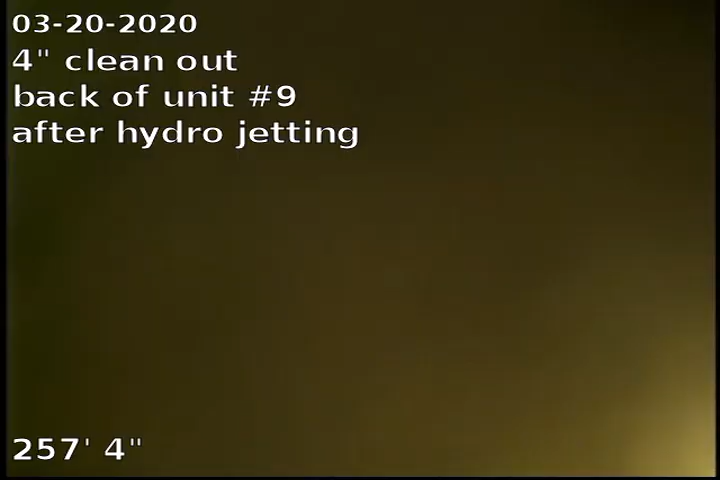 03-20-2020
4" clean out
back of unit #9
after hydro jetting
257' 4"